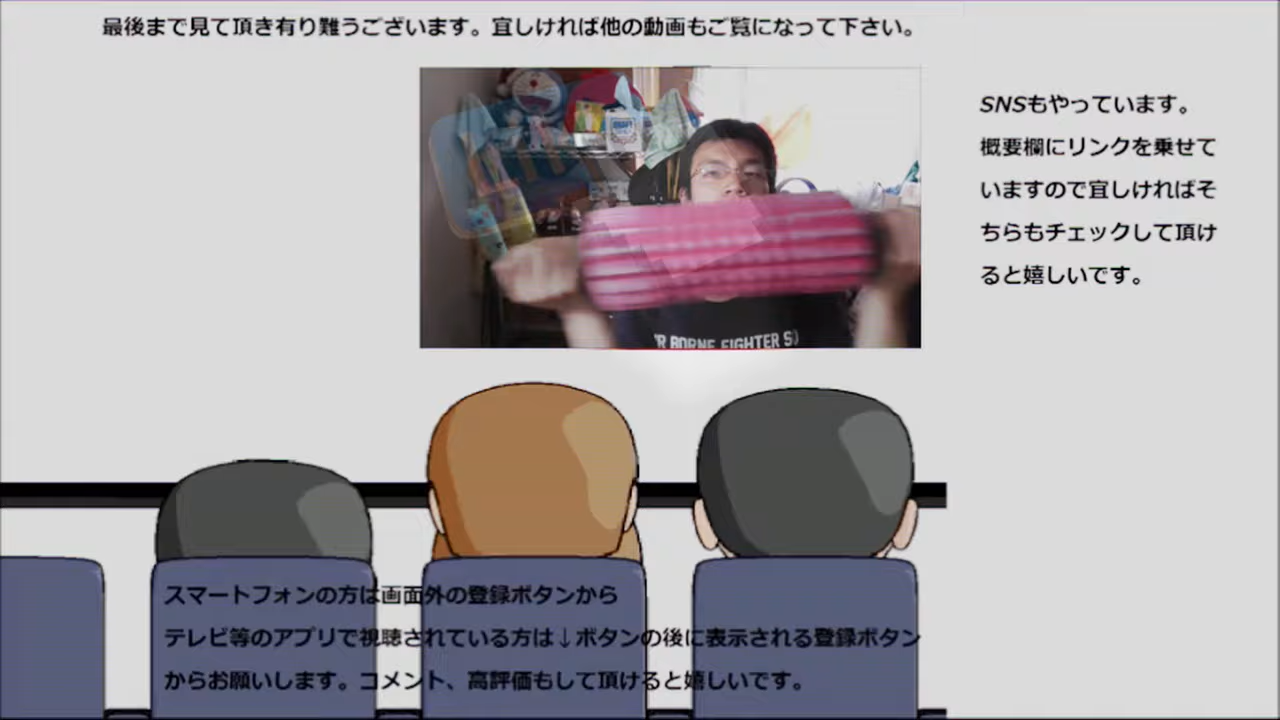 最後まで見て頂き有り難うございます。宜しければ他の動画もご覧になって下さい。
SNSもやっています。
概要欄にリンクを乗せて
いますので宜しければそ
ちらもチェックして頂け
ると嬉しいです。
R BORNE FIGHTER
スマートフォンの方は画面外の登録ボタンから
テレビ等のアプリで視聴されている方は↓ボタンの後に表示される登録ボタン
からお願いします。コメント、高評価もして頂けると嬉しいです。